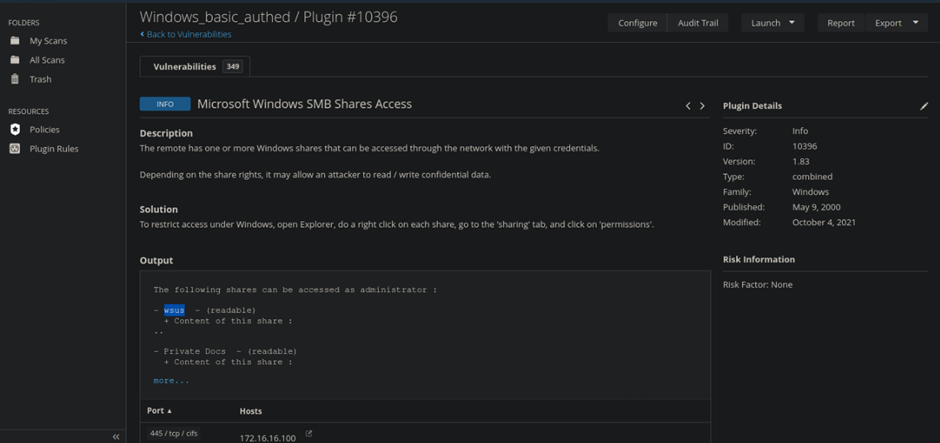 FOLDERS
My Scans
All Scans
Trash
RESOURCES
Policies
Plugin Rules
«
Windows_basic_authed / Plugin #10396
‹ Back to Vulnerabilities
Configure
Audit Trail
Launch ▼
Report
Export ▼
Vulnerabilities 349
INFO Microsoft Windows SMB Shares Access
‹ ›
Description
The remote has one or more Windows shares that can be accessed through the network with the given credentials.
Depending on the share rights, it may allow an attacker to read / write confidential data.
Solution
To restrict access under Windows, open Explorer, do a right click on each share, go to the 'sharing' tab, and click on 'permissions'.
Output
The following shares can be accessed as administrator :
- wsus - (readable)
+ Content of this share :
..
- Private Docs - (readable)
+ Content of this share :
more...
Port ▲ Hosts
445 / tcp / cifs 172.16.16.100
Plugin Details
Severity: Info
ID: 10396
Version: 1.83
Type: combined
Family: Windows
Published: May 9, 2000
Modified: October 4, 2021
Risk Information
Risk Factor: None